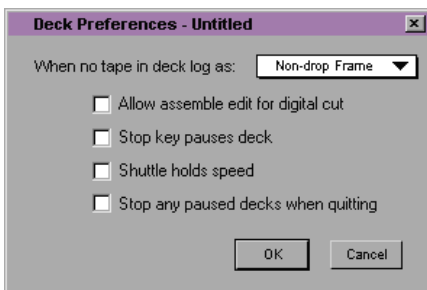 Deck Preferences - Untitled
When no tape in deck log as: Non-drop Frame
Allow assemble edit for digital cut
Stop key pauses deck
Shuttle holds speed
Stop any paused decks when quitting
OK Cancel